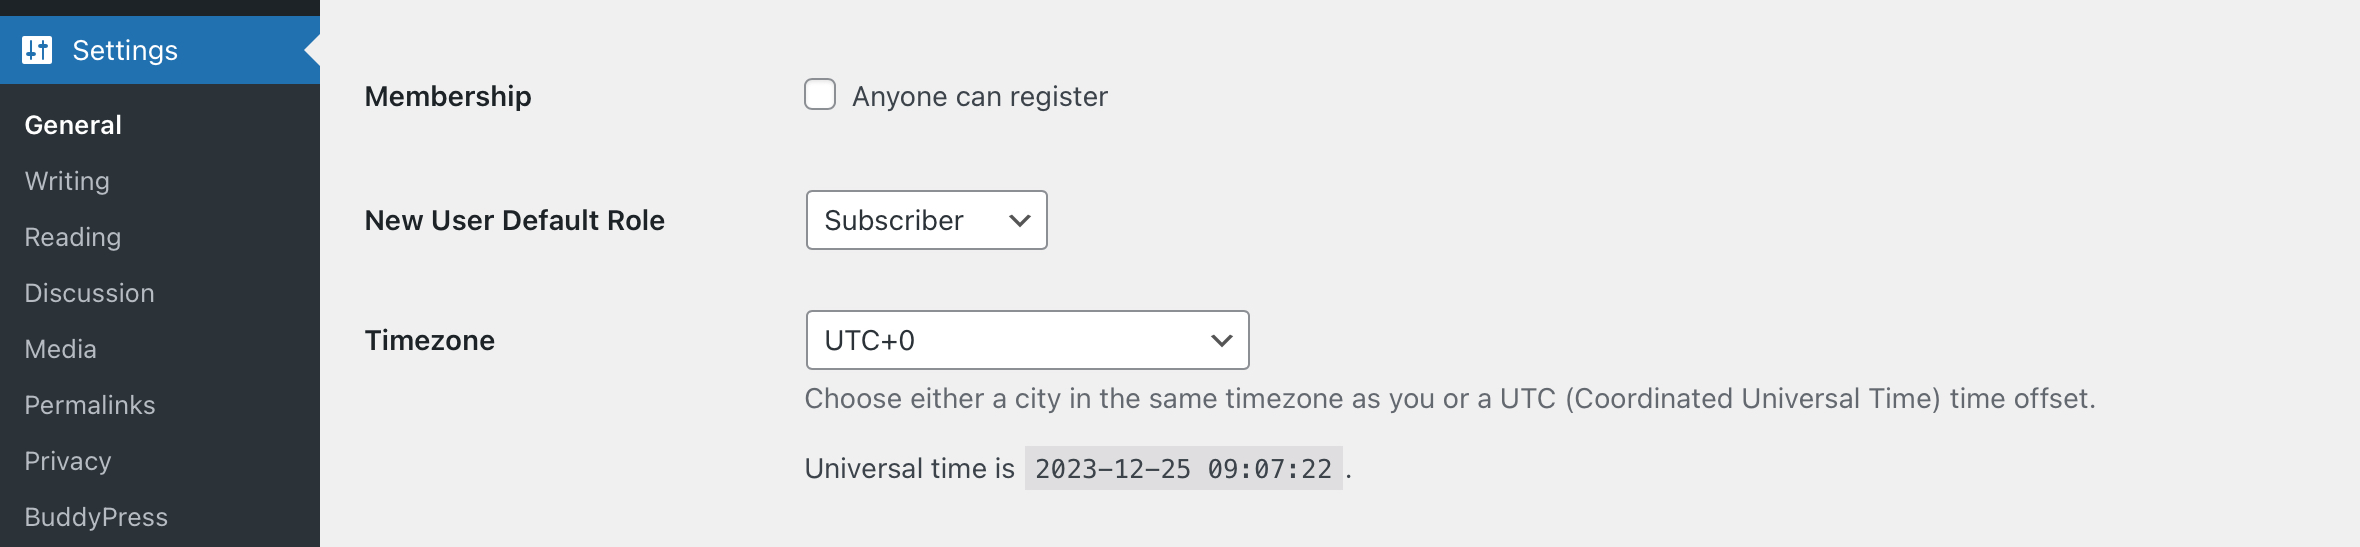 Settings
General
Writing
Reading
Discussion
Media
Permalinks
Privacy
BuddyPress
Membership
Anyone can register
New User Default Role
Subscriber
Timezone
UTC+0
Choose either a city in the same timezone as you or a UTC (Coordinated Universal Time) time offset.
Universal time is 2023-12-25 09:07:22 .